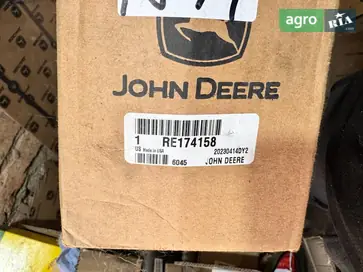 agro RIA
JOHN DEERE
1 RE174158
US Made in USA 20230414DY2
6045 JOHN DEERE